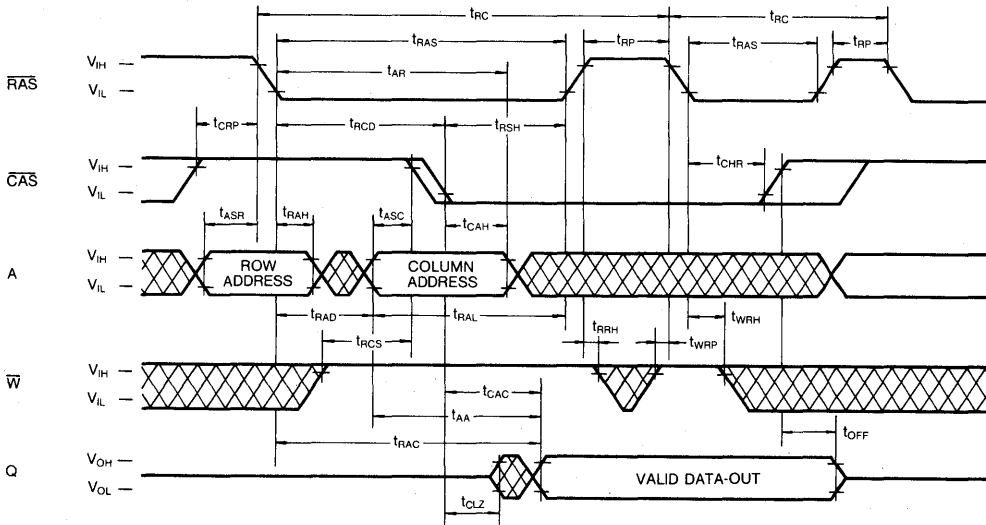 tRC tRC
tRAS tRP tRAS tRP
VIH
tAR
RAS
VIL
tCRP tRCD tRSH
VIH
tCHR
CAS
VIL
tASR tRAH tASC tCAH
VIH
A ROW ADDRESS COLUMN ADDRESS
VIL
tRAD tRAL tRRH tWRH
tRCS tWRP
VIH
W
VIL
tCAC
tAA
tRAC tOFF
VOH
Q VALID DATA-OUT
VOL
tCLZ